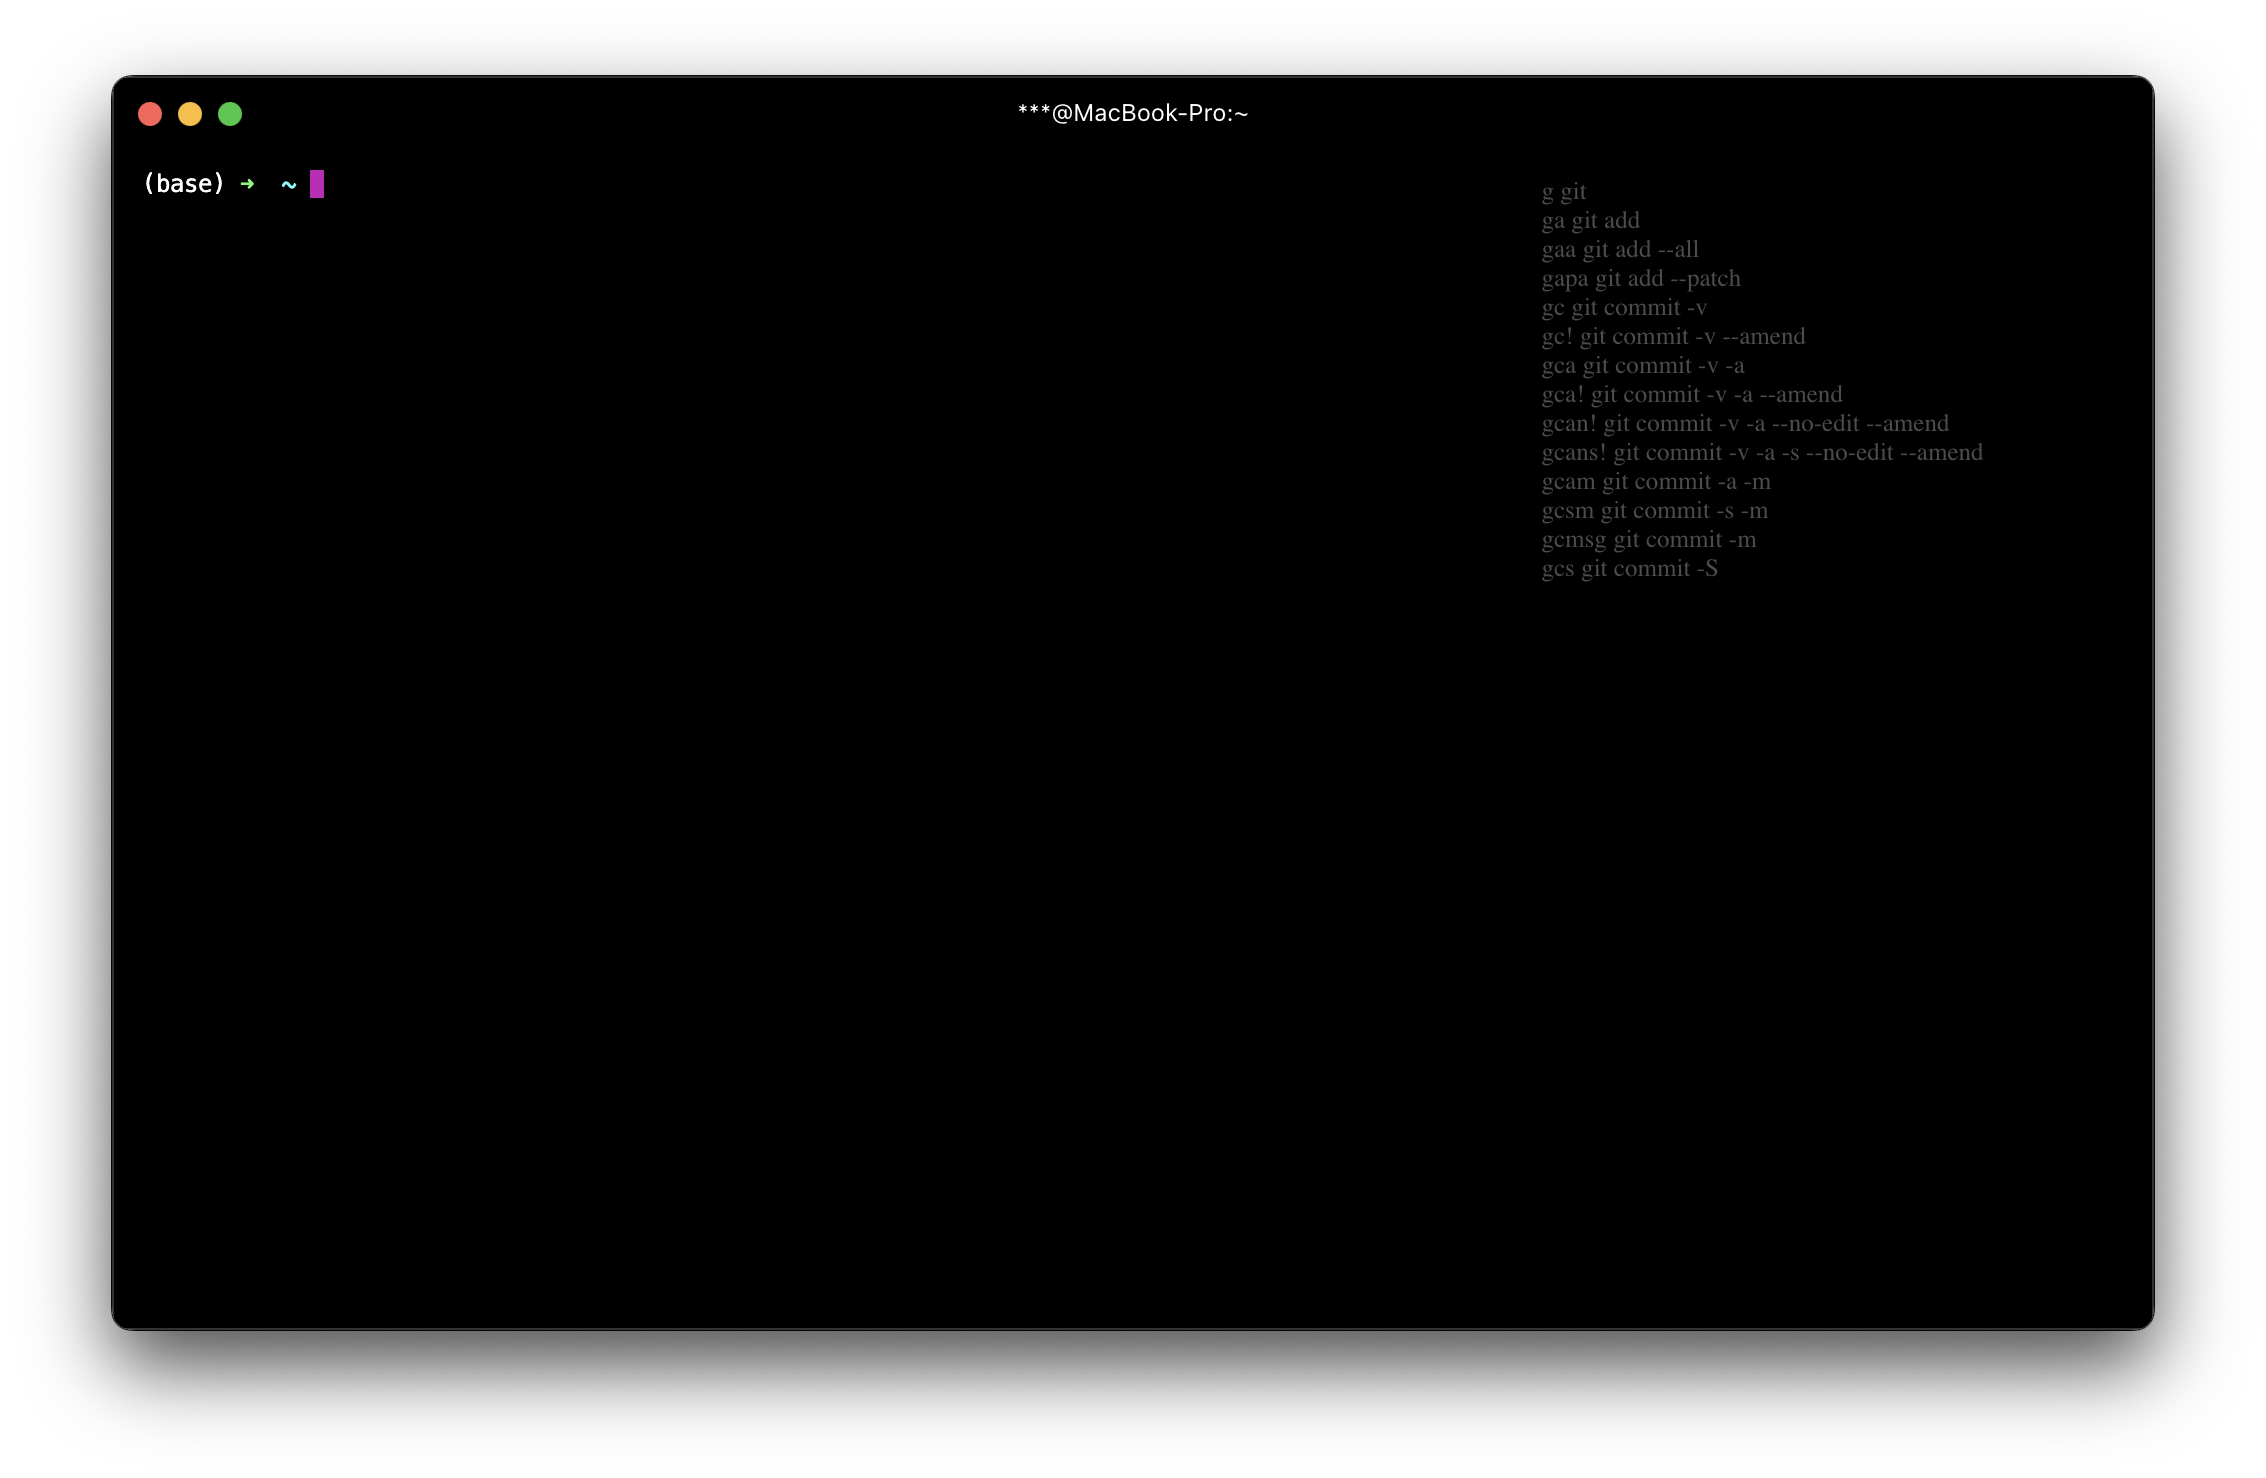 ***@MacBook-Pro:~
(base) ➜ ~
g git
ga git add
gaa git add --all
gapa git add --patch
gc git commit -v
gc! git commit -v --amend
gca git commit -v -a
gca! git commit -v -a --amend
gcan! git commit -v -a --no-edit --amend
gcans! git commit -v -a -s --no-edit --amend
gcam git commit -a -m
gcsm git commit -s -m
gcmsg git commit -m
gcs git commit -S